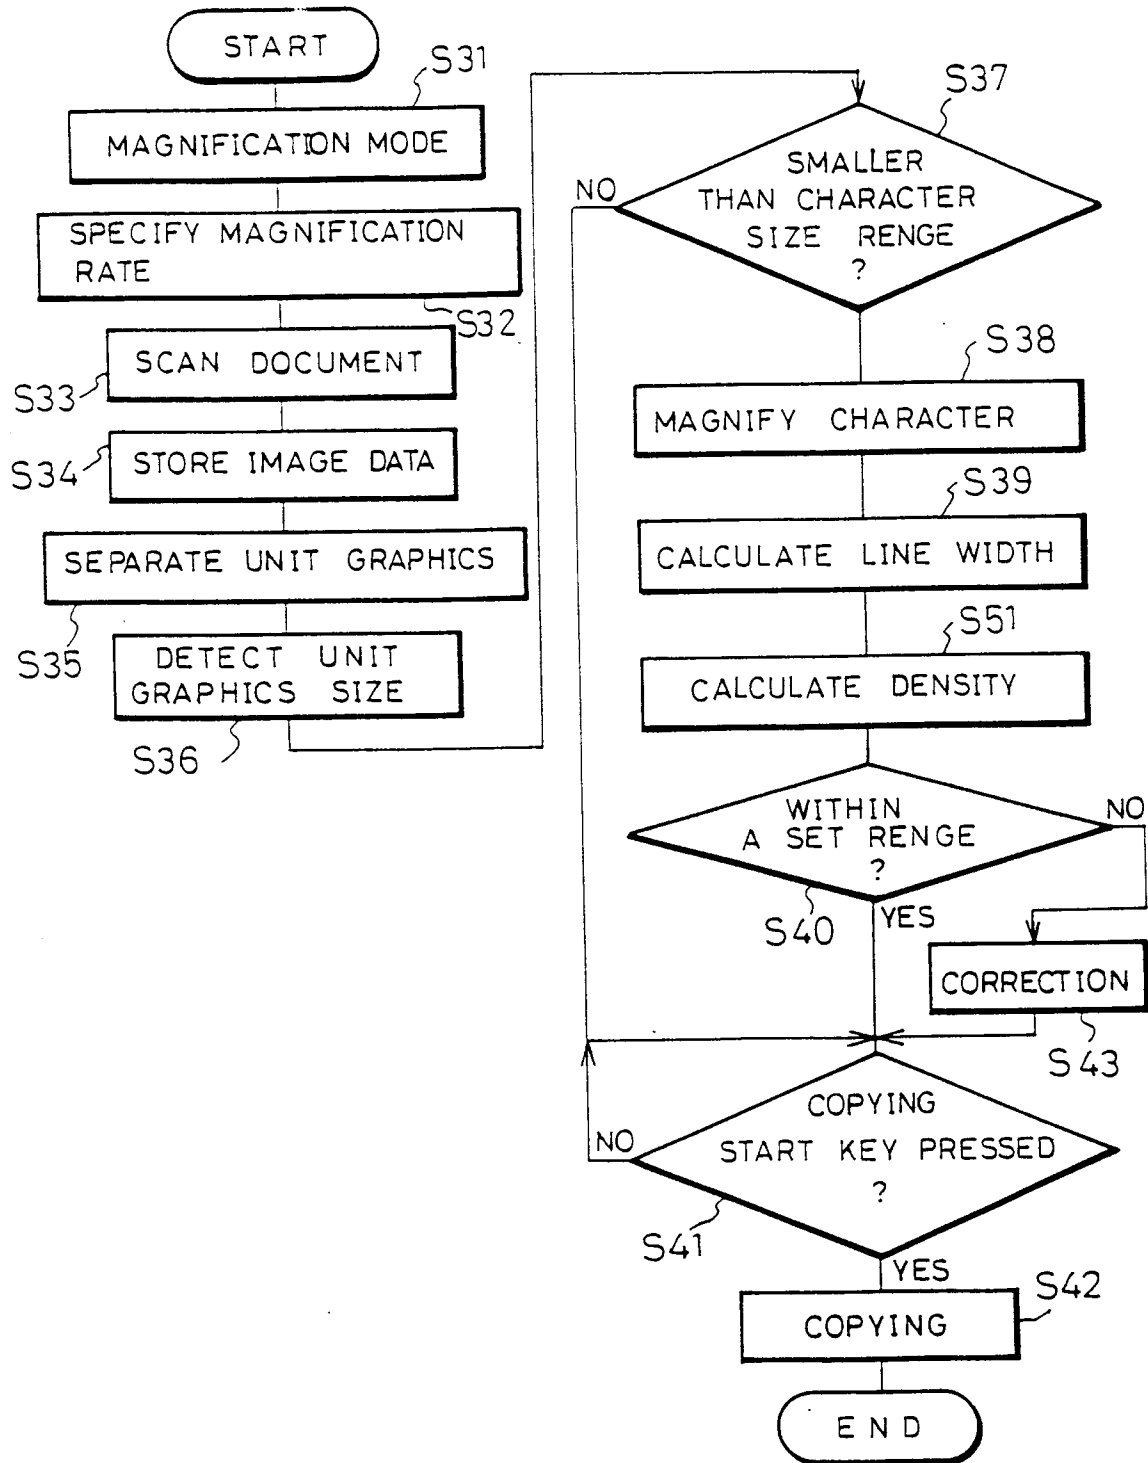 START
S31
MAGNIFICATION MODE
SPECIFY MAGNIFICATION
RATE
S32
SCAN DOCUMENT
S33
STORE IMAGE DATA
S34
SEPARATE UNIT GRAPHICS
S35
DETECT UNIT
GRAPHICS SIZE
S36
S37
SMALLER
THAN CHARACTER
SIZE RENGE
?
NO
S38
MAGNIFY CHARACTER
S39
CALCULATE LINE WIDTH
S51
CALCULATE DENSITY
WITHIN
A SET RENGE
?
NO
S40
YES
CORRECTION
S43
COPYING
START KEY PRESSED
?
NO
S41
YES
S42
COPYING
END